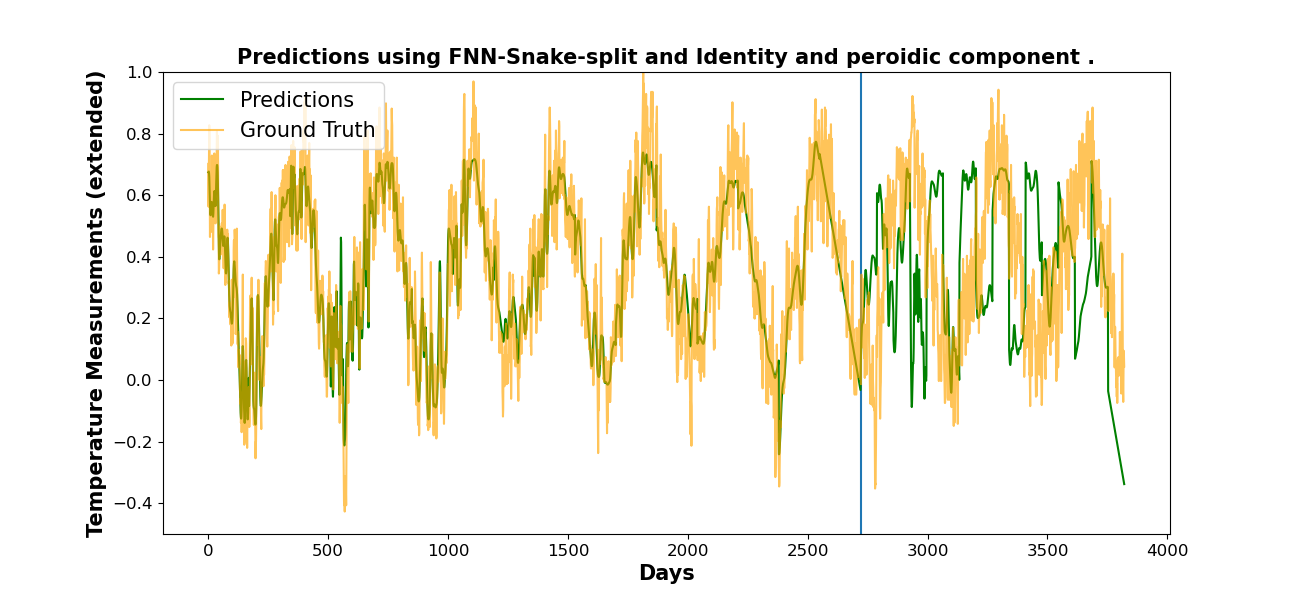 Predictions using FNN-Snake-split and Identity and peroidic component .
Temperature Measurements (extended)
1.0
0.8
0.6
0.4
0.2
0.0
−0.2
−0.4
Predictions
Ground Truth
0 500 1000 1500 2000 2500 3000 3500 4000
Days